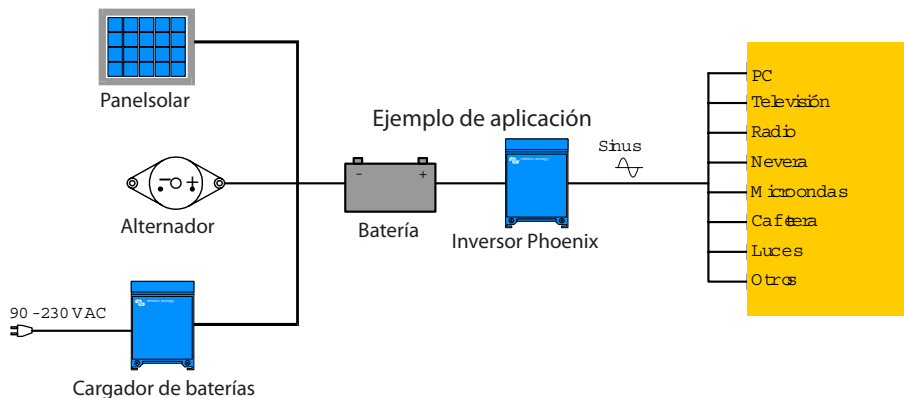 Panelsolar
Ejemplo de aplicación
Alternador
- +
Batería
- +
Inversor Phoenix
Sinus
PC
Televisión
Radio
Nevera
Microondas
Cafetera
Luces
Otros
90 -230 VAC
Cargador de baterías